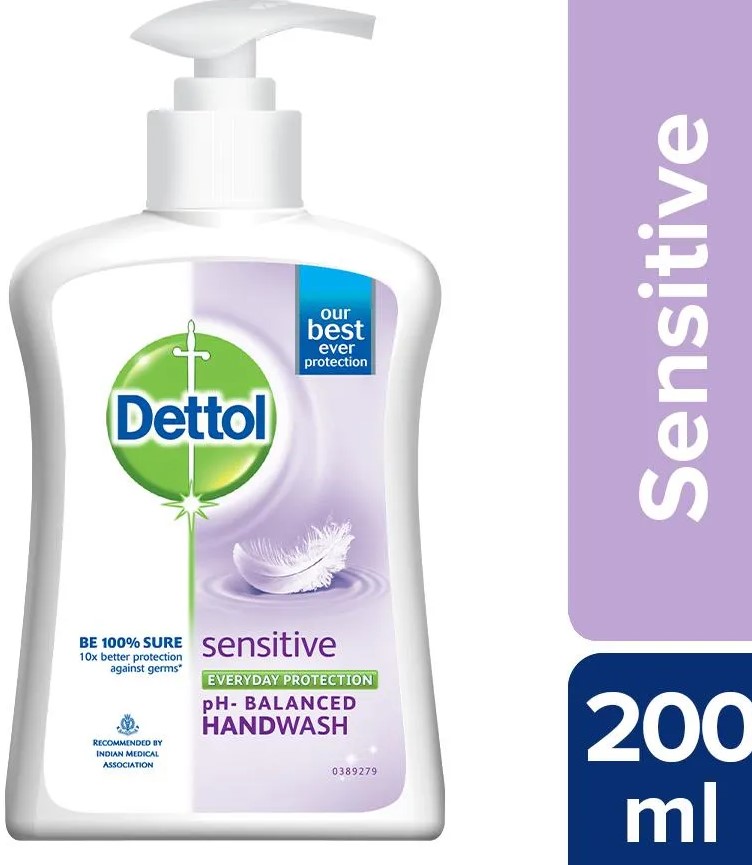 our
best
ever
protection
Dettol
BE 100% SURE
10x better protection
against germs*
sensitive
EVERYDAY PROTECTION
pH- BALANCED
HANDWASH
RECOMMENDED BY
INDIAN MEDICAL
ASSOCIATION
0389279
Sensitive
200
ml